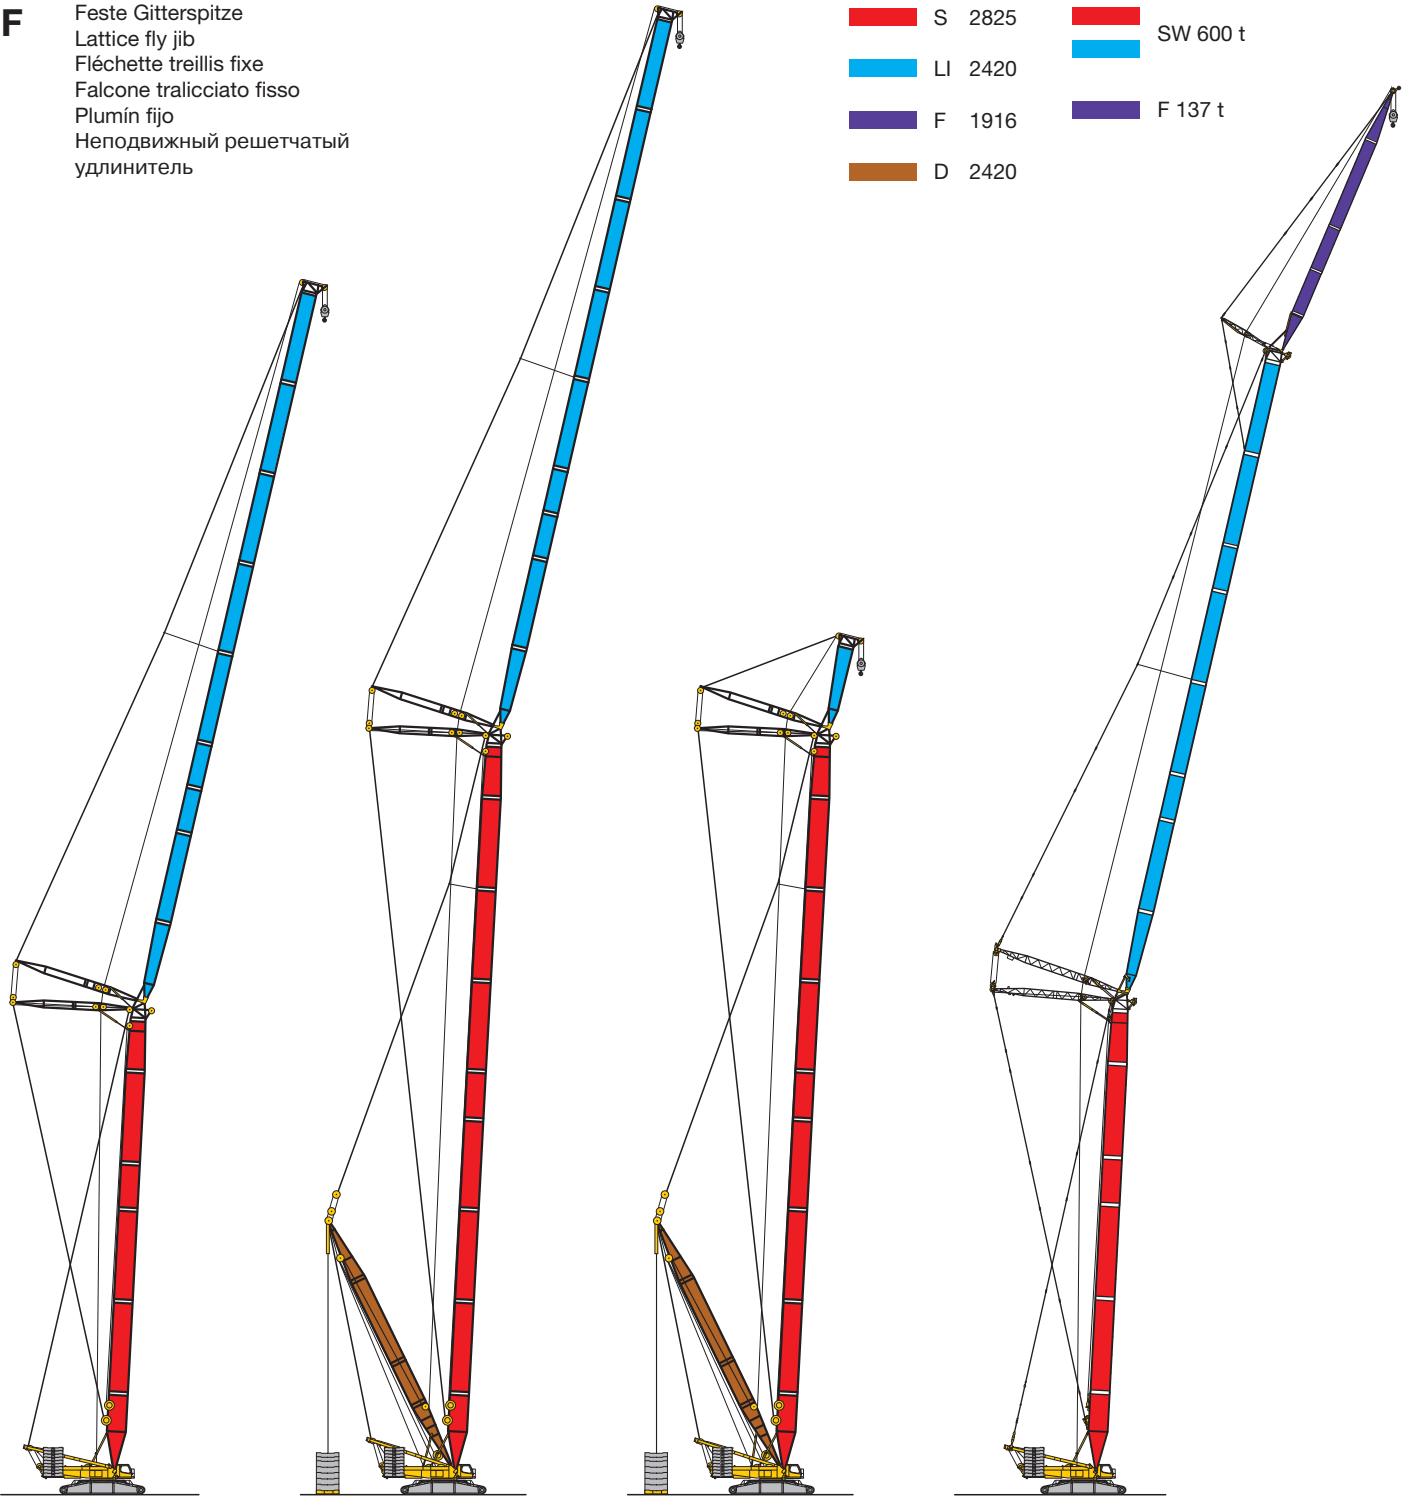 F
Feste Gitterspitze
Lattice fly jib
Fléchette treillis fixe
Falcone tralicciato fisso
Plumín fijo
Неподвижный решетчатый
удлинитель
S 2825
LI 2420
F 1916
D 2420
SW 600 t
F 137 t